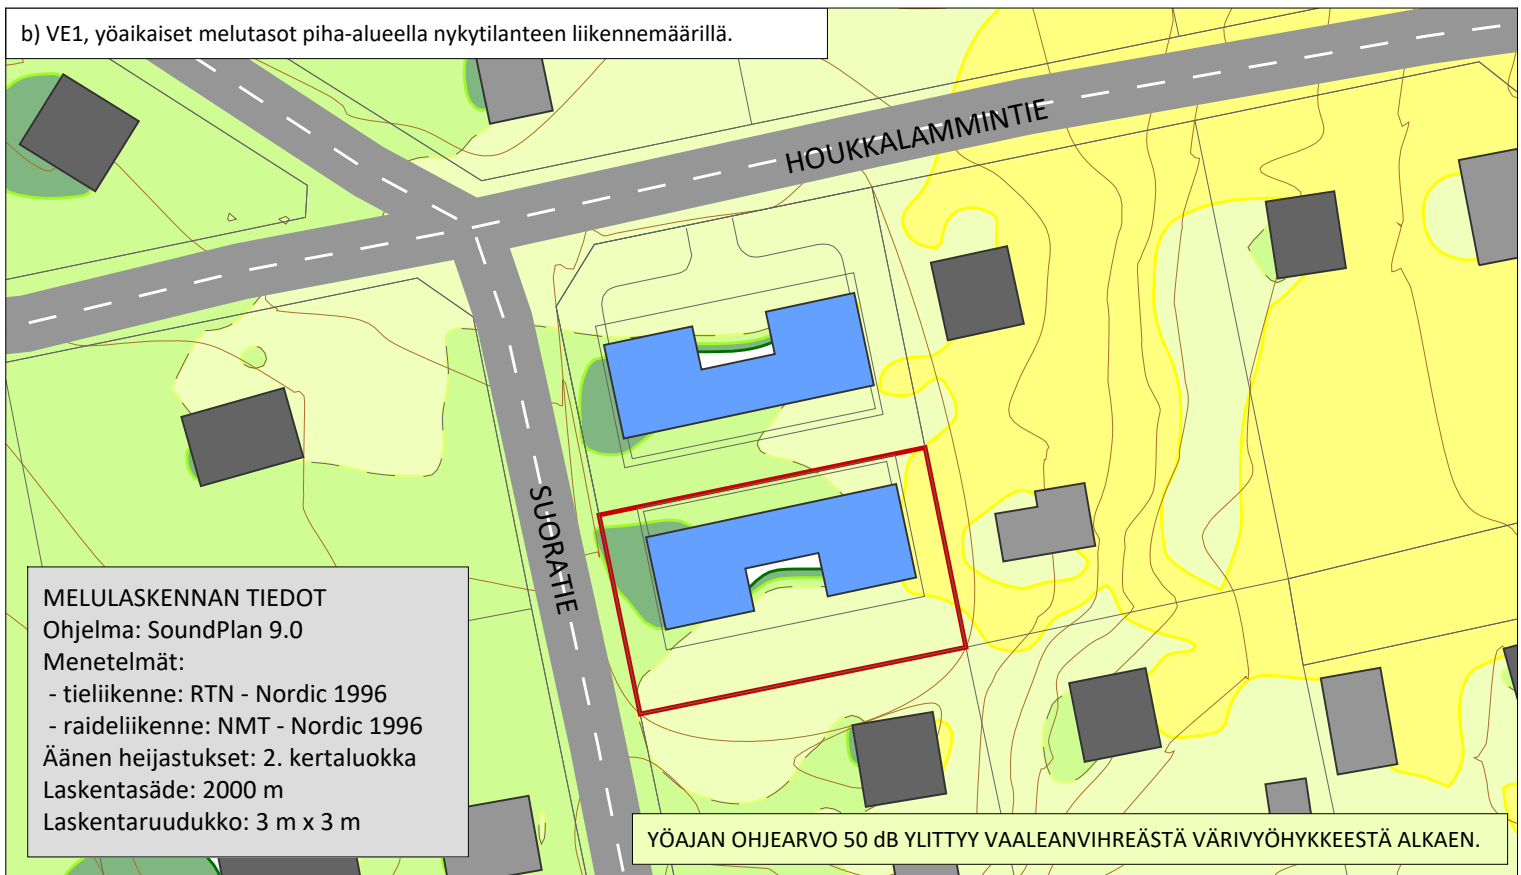 b) VE1, yöaikaiset melutasot piha-alueella nykytilanteen liikennemäärillä.
HOUKKALAMMINTIE
SUORATIE
MELULASKENNAN TIEDOT
Ohjelma: SoundPlan 9.0
Menetelmät:
- tieliikenne: RTN - Nordic 1996
- raideliikenne: NMT - Nordic 1996
Äänen heijastukset: 2. kertaluokka
Laskentasäde: 2000 m
Laskentaruudukko: 3 m x 3 m
YÖAJAN OHJEARVO 50 dB YLITTYY VAALEANVIHREÄSTÄ VÄRIVYÖHYKKEESTÄ ALKAEN.